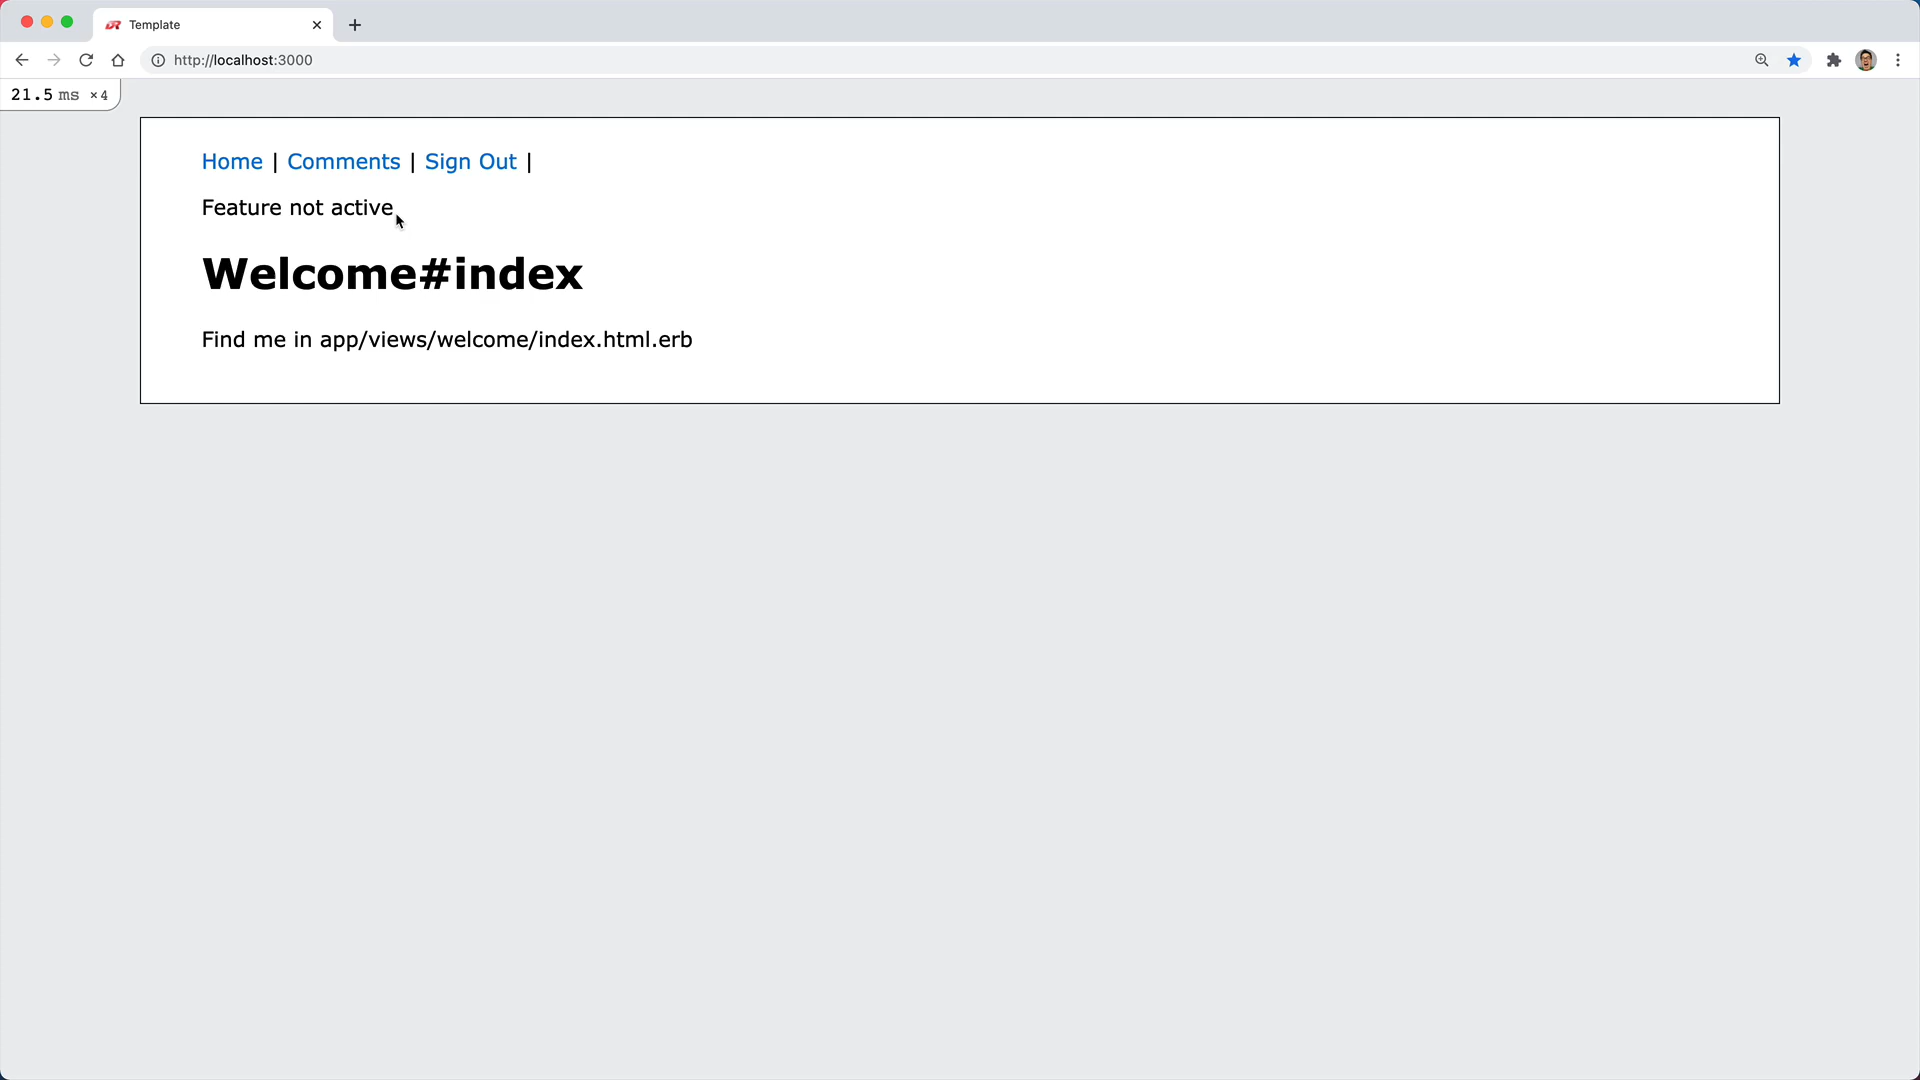 Template
http://localhost:3000
21.5 ms ×4
Home | Comments | Sign Out |
Feature not active
Welcome#index
Find me in app/views/welcome/index.html.erb